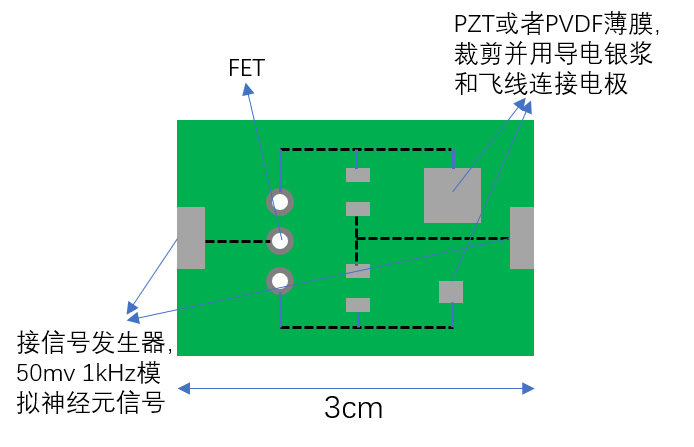 PZT或者PVDF薄膜,
裁剪并用导电银浆
和飞线连接电极
FET
接信号发生器,
50mv 1kHz模
拟神经元信号
3cm